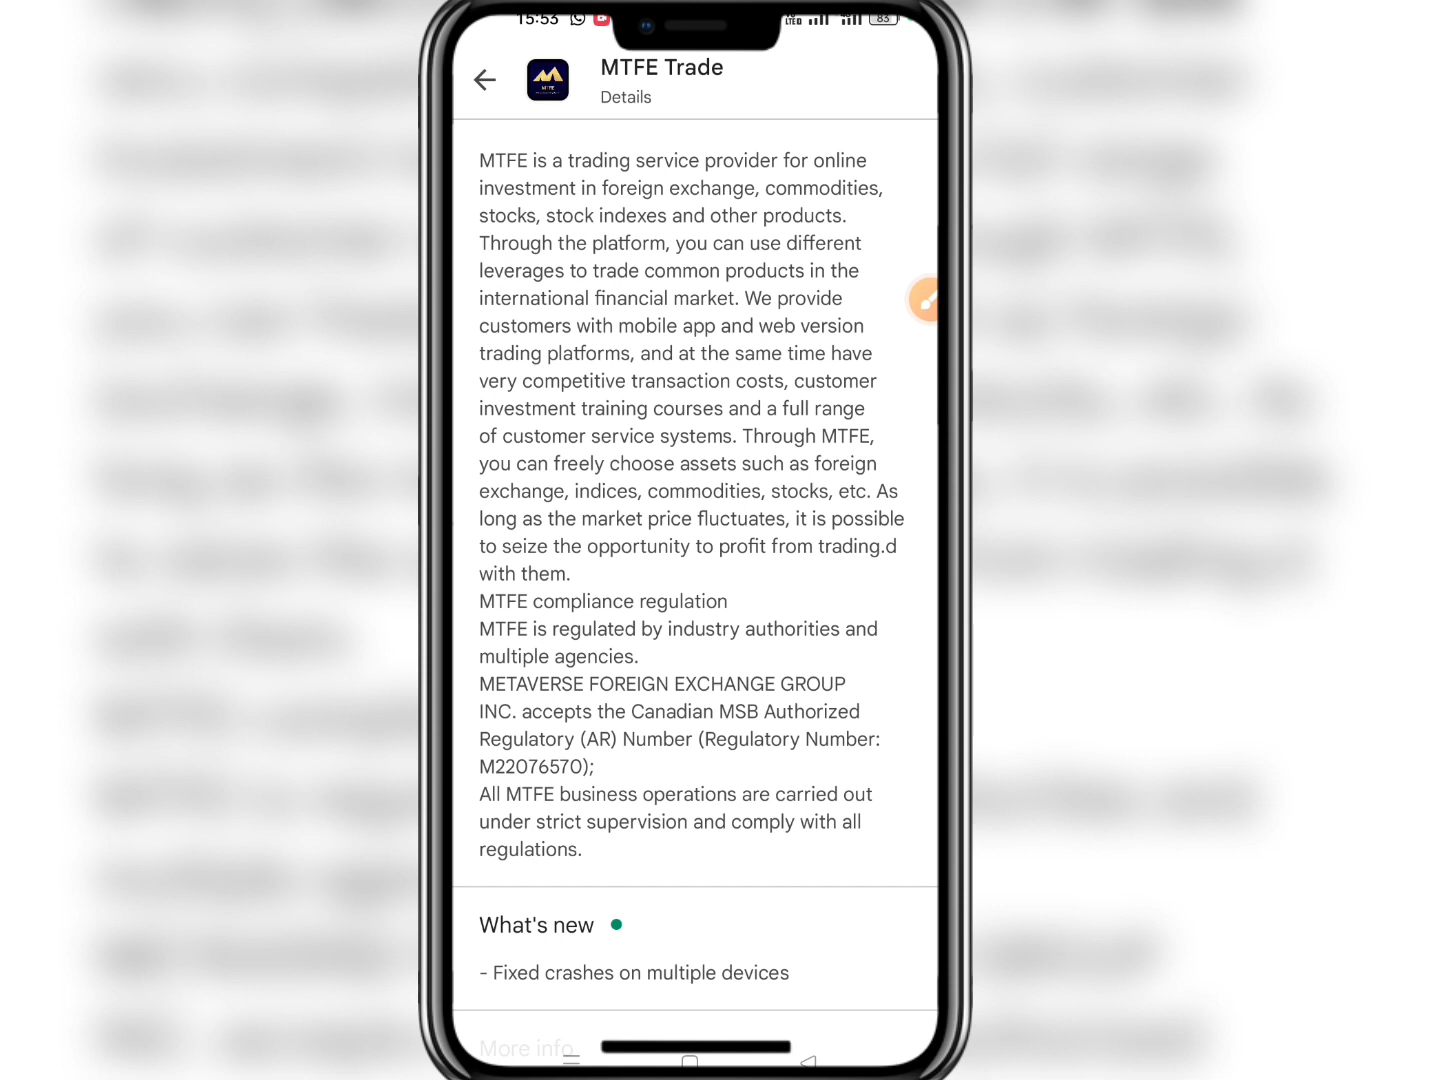 15:53
83
MTFE Trade
Details
MTFE is a trading service provider for online
investment in foreign exchange, commodities,
stocks, stock indexes and other products.
Through the platform, you can use different
leverages to trade common products in the
international financial market. We provide
customers with mobile app and web version
trading platforms, and at the same time have
very competitive transaction costs, customer
investment training courses and a full range
of customer service systems. Through MTFE,
you can freely choose assets such as foreign
exchange, indices, commodities, stocks, etc. As
long as the market price fluctuates, it is possible
to seize the opportunity to profit from trading.d
with them.
MTFE compliance regulation
MTFE is regulated by industry authorities and
multiple agencies.
METAVERSE FOREIGN EXCHANGE GROUP
INC. accepts the Canadian MSB Authorized
Regulatory (AR) Number (Regulatory Number:
M22076570);
All MTFE business operations are carried out
under strict supervision and comply with all
regulations.
What's new
- Fixed crashes on multiple devices
More info